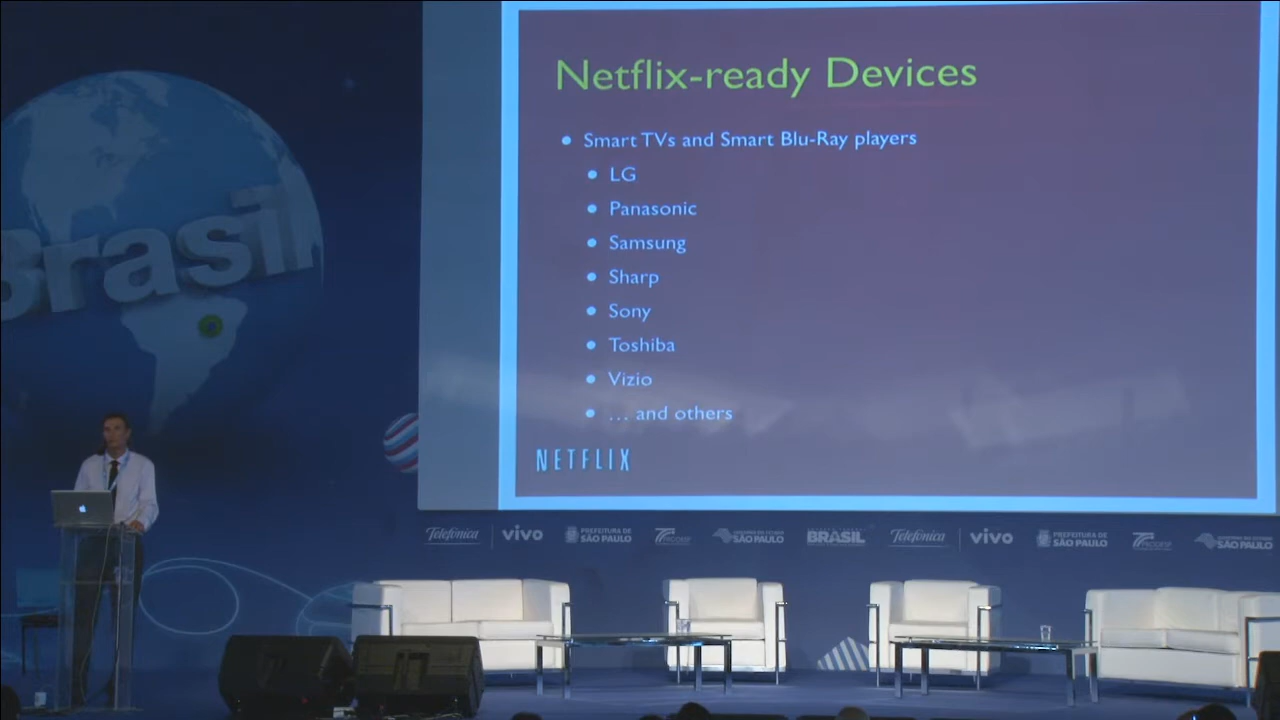 Netflix-ready Devices
• Smart TVs and Smart Blu-Ray players
• LG
• Panasonic
• Samsung
• Sharp
• Sony
• Toshiba
• Vizio
• … and others
NETFLIX
Brasil
Telefónica vivo PREFEITURA DE SÃO PAULO SÃO PAULO BRASIL Telefónica vivo PREFEITURA DE SÃO PAULO SÃO PAULO